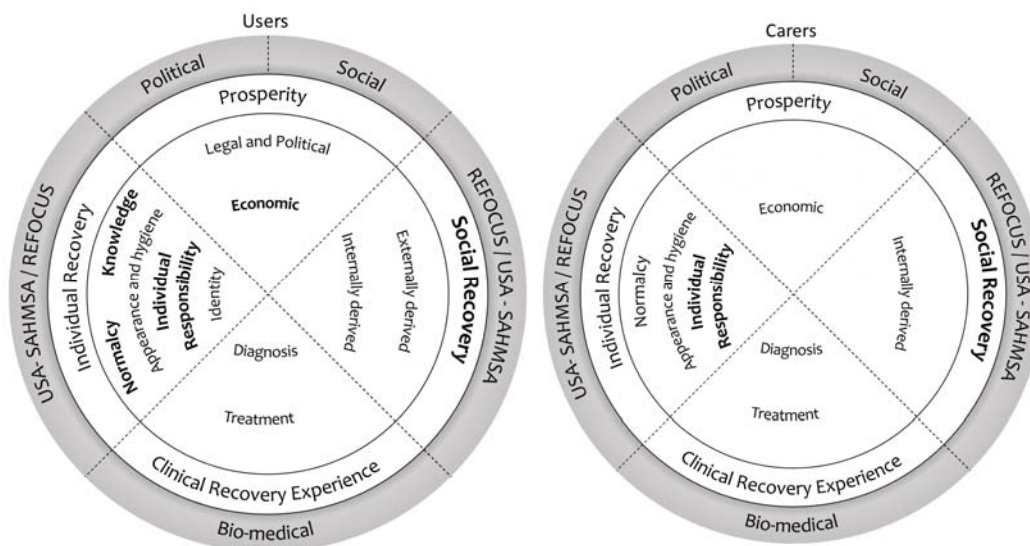 Users
Political
Social
Prosperity
Legal and Political
Economic
USA- SAHMSA / REFOCUS
Individual Recovery
Knowledge
Normalcy
Appearance and hygiene
Individual
Responsibility
Identity
Internally derived
Externally derived
Social Recovery
REFOCUS / USA - SAHMSA
Diagnosis
Treatment
Clinical Recovery Experience
Bio-medical
Carers
Political
Social
Prosperity
Economic
USA- SAHMSA / REFOCUS
Individual Recovery
Normalcy
Appearance and hygiene
Individual
Responsibility
Internally derived
Social Recovery
REFOCUS / USA - SAHMSA
Diagnosis
Treatment
Clinical Recovery Experience
Bio-medical